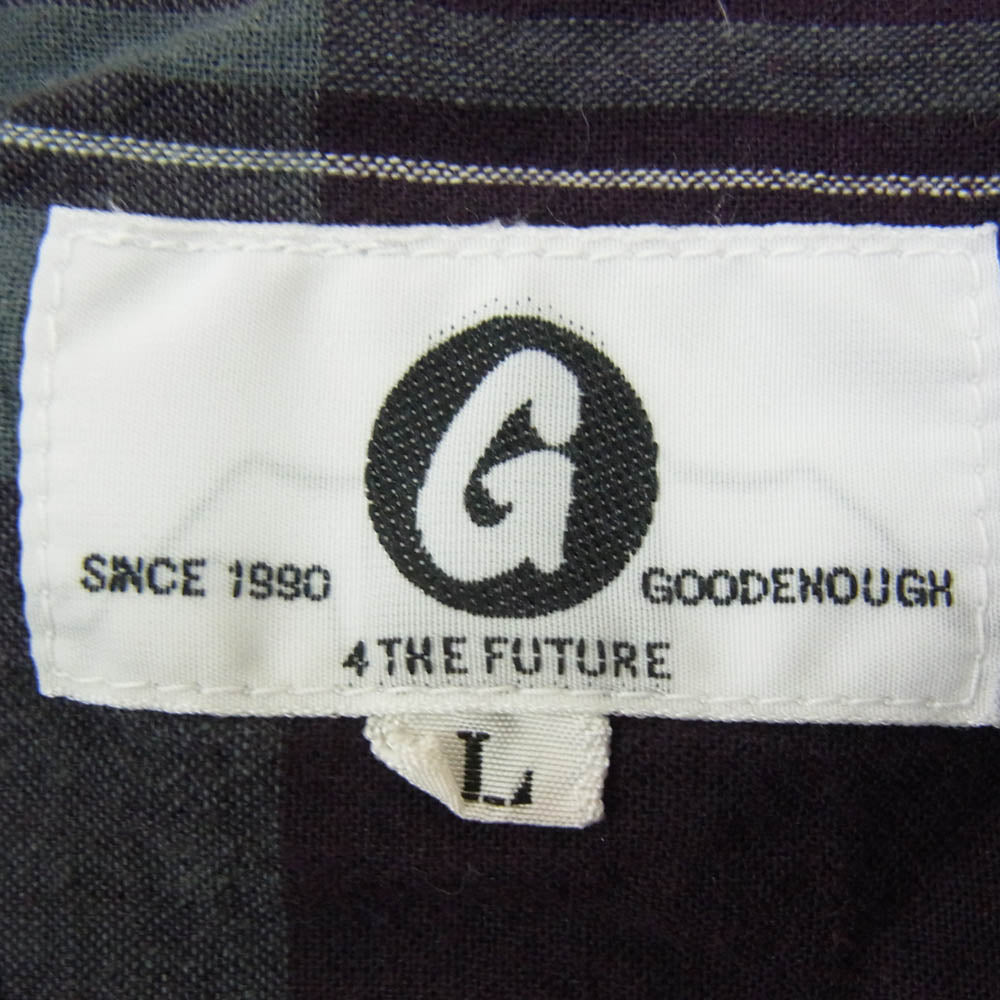 G
SINCE 1990 GOODENOUGH
4 THE FUTURE
L